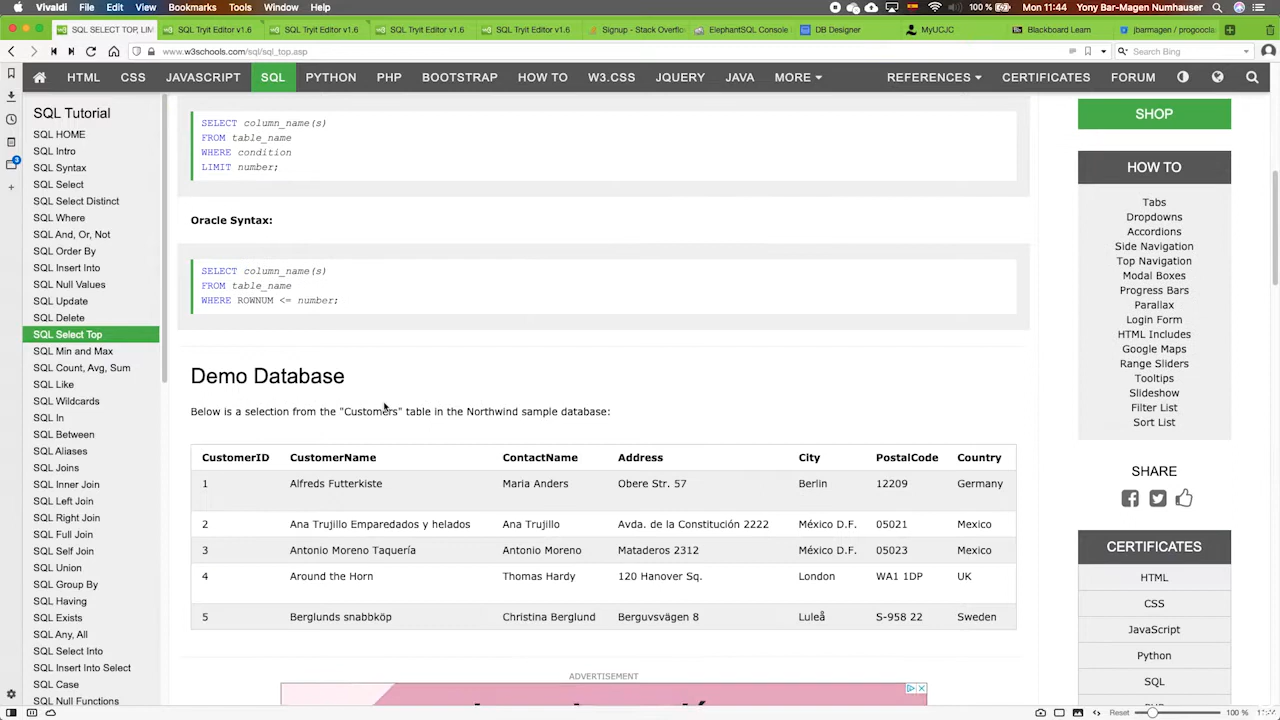 Vivaldi File Edit View Bookmarks Mail Tools Window Help 100 % Mon 11:44 Yony Bar-Magen Numhauser
SQL SELECT TOP, LIM
SQL Tryit Editor v1.6
SQL Tryit Editor v1.6
SQL Tryit Editor v1.6
SQL Tryit Editor v1.6
Signup - Stack Overflo
ElephantSQL Console
DB Designer
MyUCJC
Blackboard Learn
jbarmagen / progoocla
www.w3schools.com/sql/sql_top.asp
Search Bing
HTML CSS JAVASCRIPT SQL PYTHON PHP BOOTSTRAP HOW TO W3.CSS JQUERY JAVA MORE REFERENCES CERTIFICATES FORUM
SQL Tutorial
SQL HOME
SQL Intro
SQL Syntax
SQL Select
SQL Select Distinct
SQL Where
SQL And, Or, Not
SQL Order By
SQL Insert Into
SQL Null Values
SQL Update
SQL Delete
SQL Select Top
SQL Min and Max
SQL Count, Avg, Sum
SQL Like
SQL Wildcards
SQL In
SQL Between
SQL Aliases
SQL Joins
SQL Inner Join
SQL Left Join
SQL Right Join
SQL Full Join
SQL Self Join
SQL Union
SQL Group By
SQL Having
SQL Exists
SQL Any, All
SQL Select Into
SQL Insert Into Select
SQL Case
SQL Null Functions
SELECT column_name(s)
FROM table_name
WHERE condition
LIMIT number;
Oracle Syntax:
SELECT column_name(s)
FROM table_name
WHERE ROWNUM <= number;
Demo Database
Below is a selection from the "Customers" table in the Northwind sample database:
CustomerID CustomerName ContactName Address City PostalCode Country
1 Alfreds Futterkiste Maria Anders Obere Str. 57 Berlin 12209 Germany
2 Ana Trujillo Emparedados y helados Ana Trujillo Avda. de la Constitución 2222 México D.F. 05021 Mexico
3 Antonio Moreno Taquería Antonio Moreno Mataderos 2312 México D.F. 05023 Mexico
4 Around the Horn Thomas Hardy 120 Hanover Sq. London WA1 1DP UK
5 Berglunds snabbköp Christina Berglund Berguvsvägen 8 Luleå S-958 22 Sweden
ADVERTISEMENT
SHOP
HOW TO
Tabs
Dropdowns
Accordions
Side Navigation
Top Navigation
Modal Boxes
Progress Bars
Parallax
Login Form
HTML Includes
Google Maps
Range Sliders
Tooltips
Slideshow
Filter List
Sort List
SHARE
CERTIFICATES
HTML
CSS
JavaScript
Python
SQL
Reset 100 %